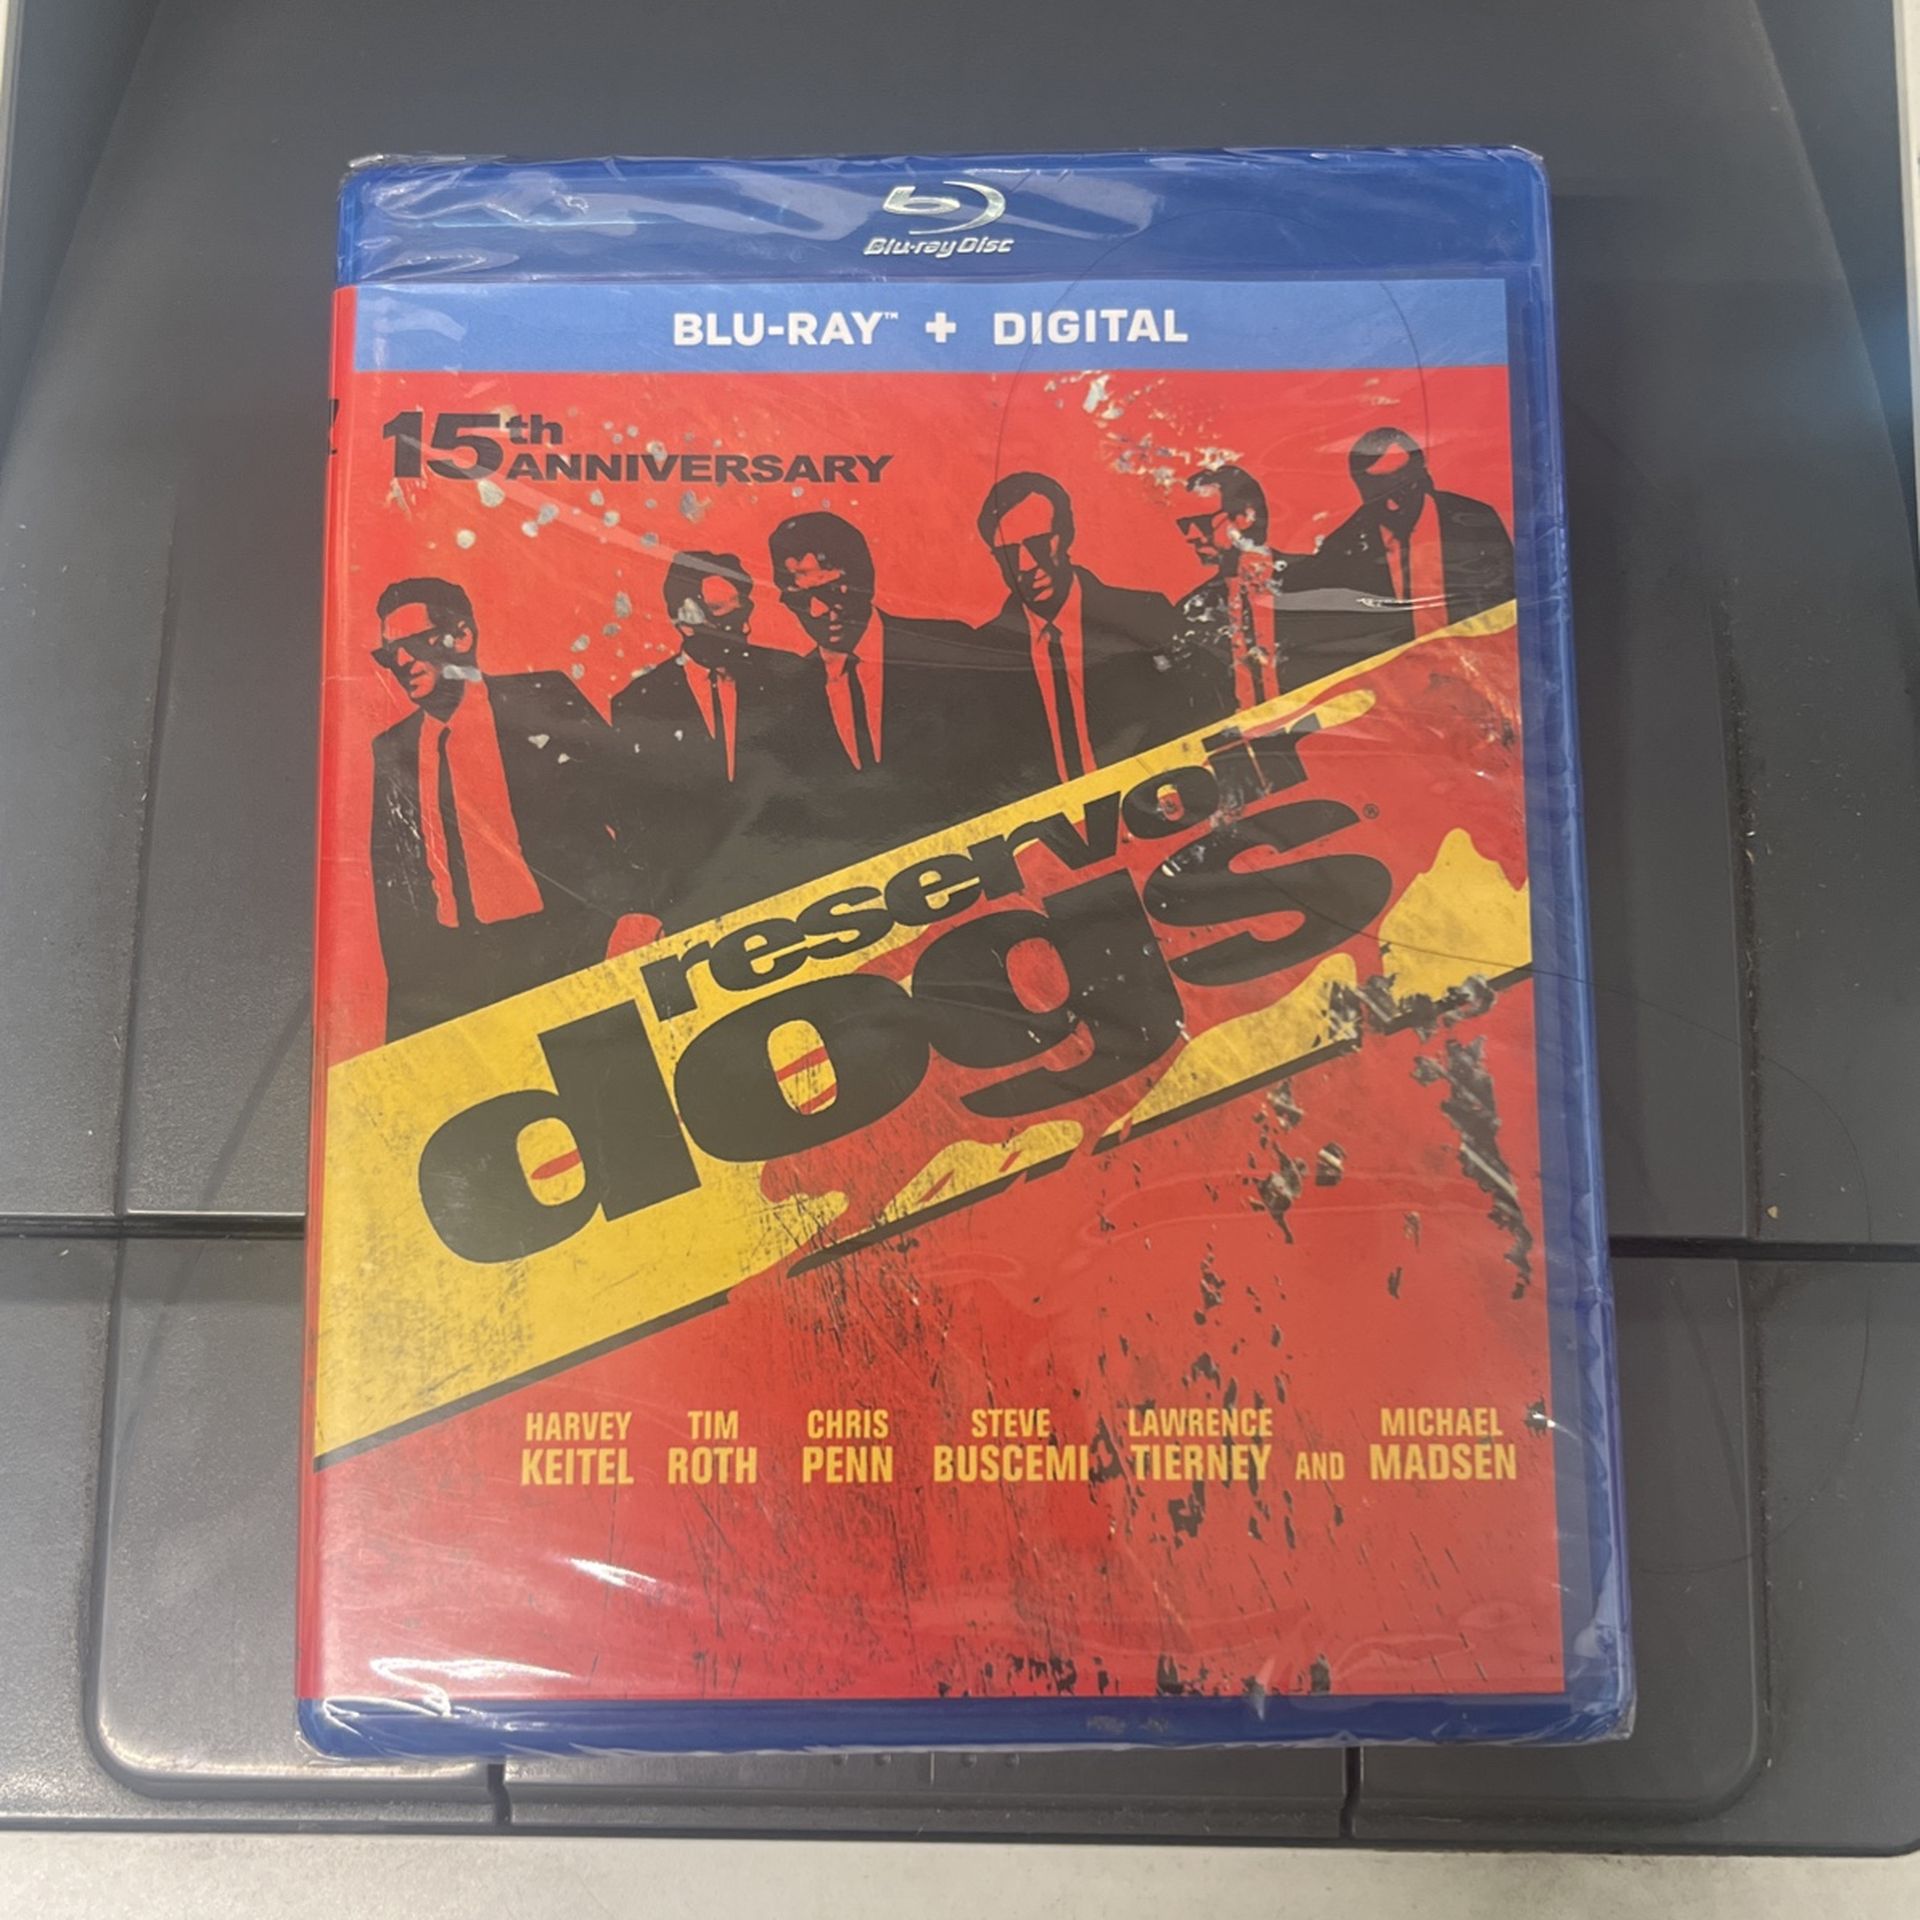 Blu-ray Disc
BLU-RAY™ + DIGITAL
15th
ANNIVERSARY
reservoir
dogs®
HARVEY KEITEL
TIM ROTH
CHRIS PENN
STEVE BUSCEMI
LAWRENCE TIERNEY
AND
MICHAEL MADSEN